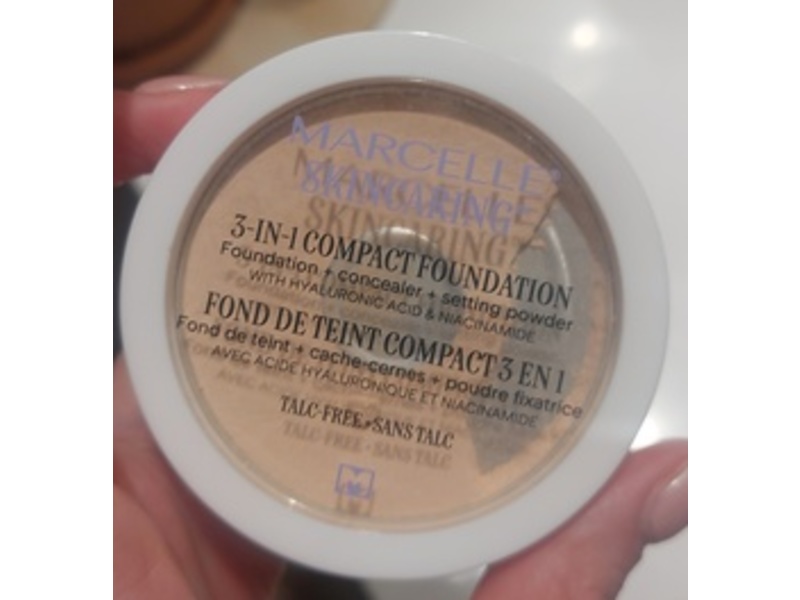 MARCELLE
SKINCARING
3-IN-1 COMPACT FOUNDATION
Foundation + concealer + setting powder
WITH HYALURONIC ACID & NIACINAMIDE
FOND DE TEINT COMPACT 3 EN 1
Fond de teint + cache-cernes + poudre fixatrice
AVEC ACIDE HYALURONIQUE ET NIACINAMIDE
TALC-FREE • SANS TALC